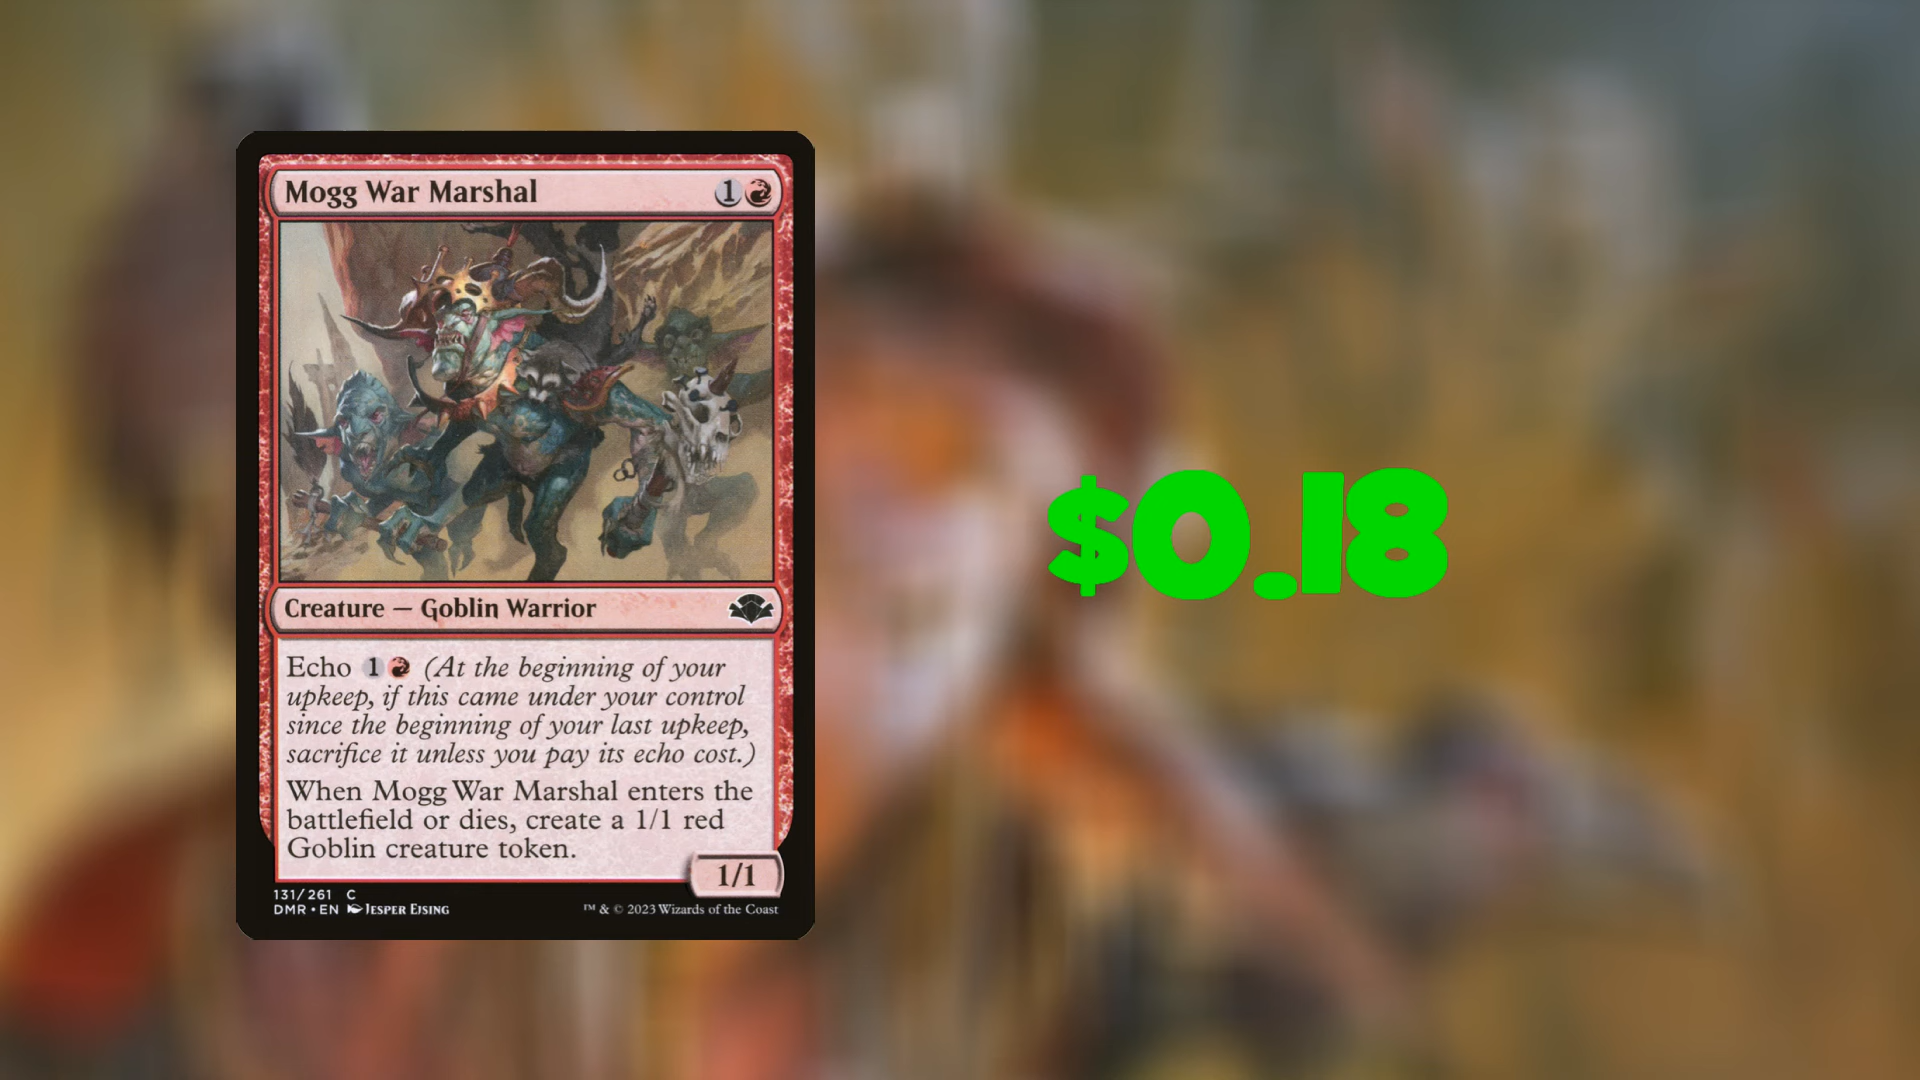 Mogg War Marshal 1
$0.18
Creature — Goblin Warrior
Echo 1 (At the beginning of your
upkeep, if this came under your control
since the beginning of your last upkeep,
sacrifice it unless you pay its echo cost.)
When Mogg War Marshal enters the
battlefield or dies, create a 1/1 red
Goblin creature token.
1/1
131/261 C
DMR • EN JESPER EJSING
™ & © 2023 Wizards of the Coast